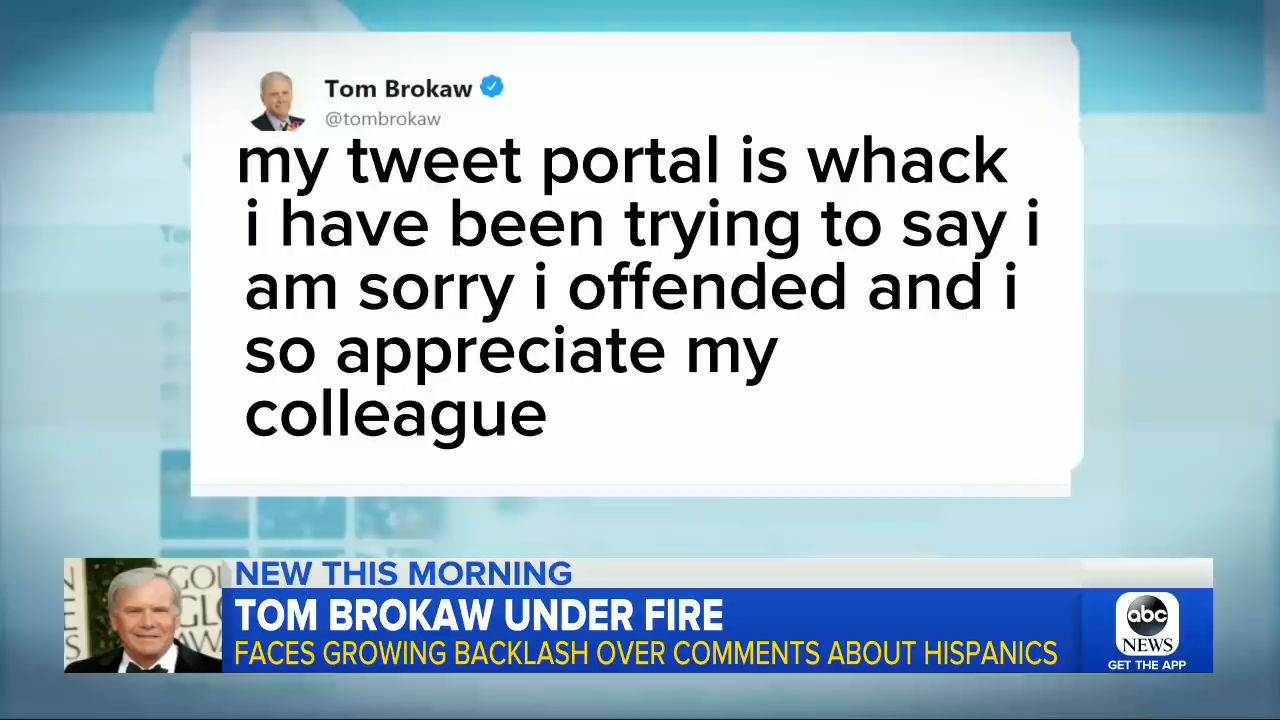 Tom Brokaw
@tombrokaw
my tweet portal is whack
i have been trying to say i
am sorry i offended and i
so appreciate my
colleague
NEW THIS MORNING
TOM BROKAW UNDER FIRE
FACES GROWING BACKLASH OVER COMMENTS ABOUT HISPANICS
abc
NEWS
GET THE APP